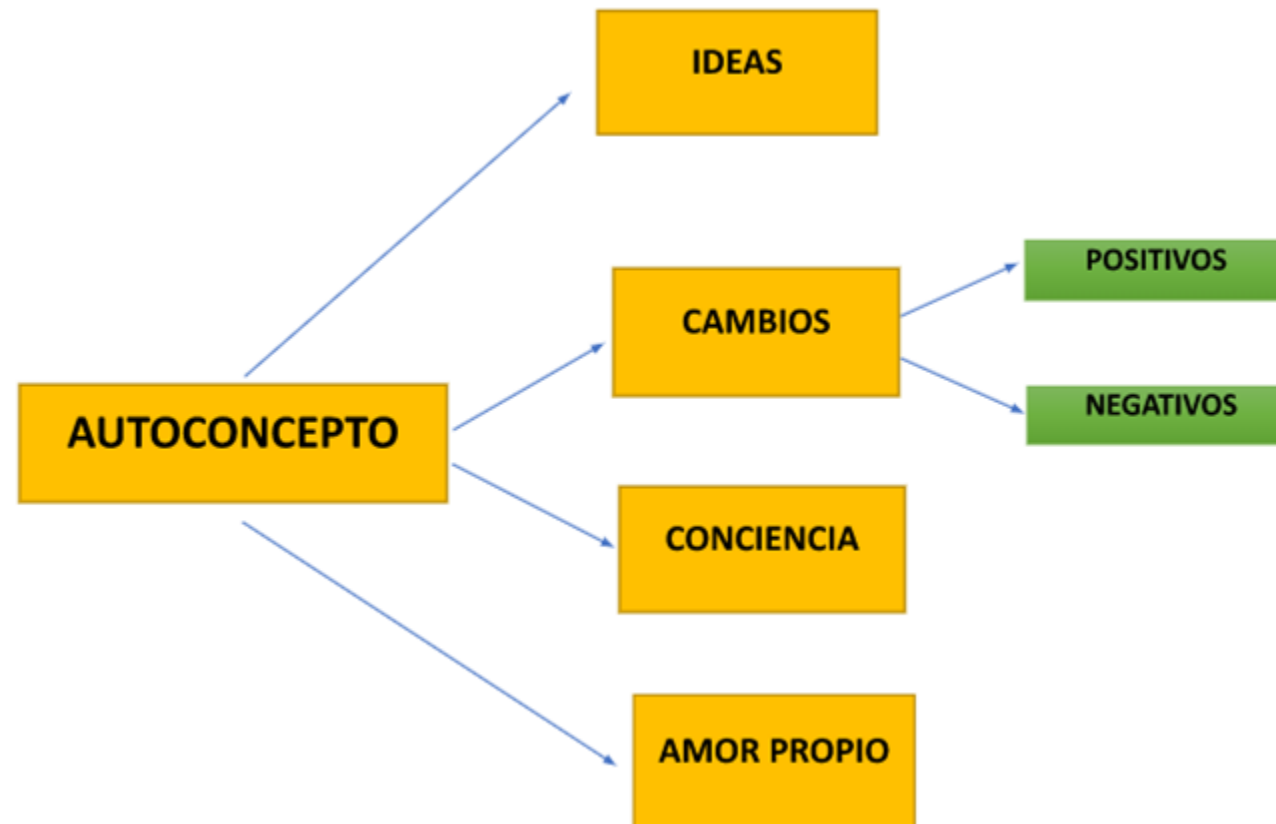 IDEAS
POSITIVOS
CAMBIOS
NEGATIVOS
AUTOCONCEPTO
CONCIENCIA
AMOR PROPIO